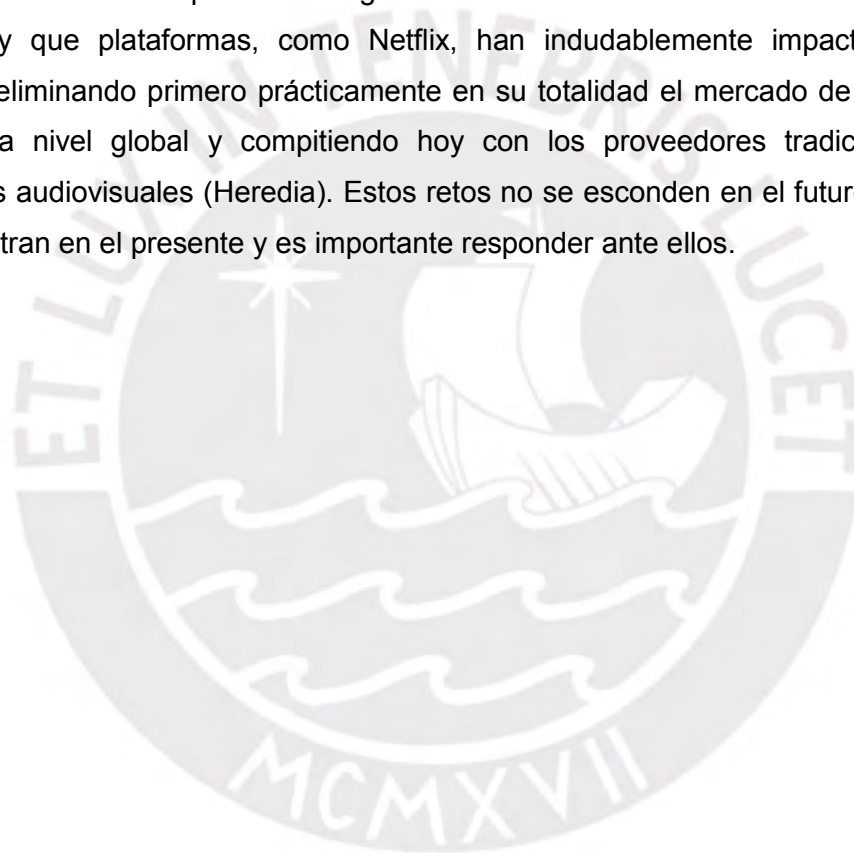 y que plataformas, como Netflix, han indudablemente impact
eliminando primero prácticamente en su totalidad el mercado de
a nivel global y compitiendo hoy con los proveedores tradic
s audiovisuales (Heredia). Estos retos no se esconden en el futur
tran en el presente y es importante responder ante ellos.
ET LUX IN TENEBRIS LUCET
MCMXVII